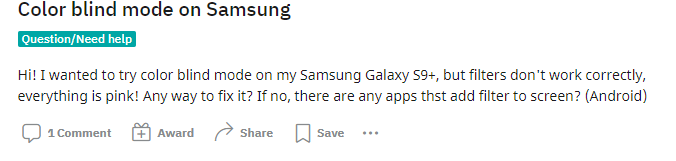 Color blind mode on Samsung
Question/Need help
Hi! I wanted to try color blind mode on my Samsung Galaxy S9+, but filters don't work correctly,
everything is pink! Any way to fix it? If no, there are any apps thst add filter to screen? (Android)
1 Comment Award Share Save